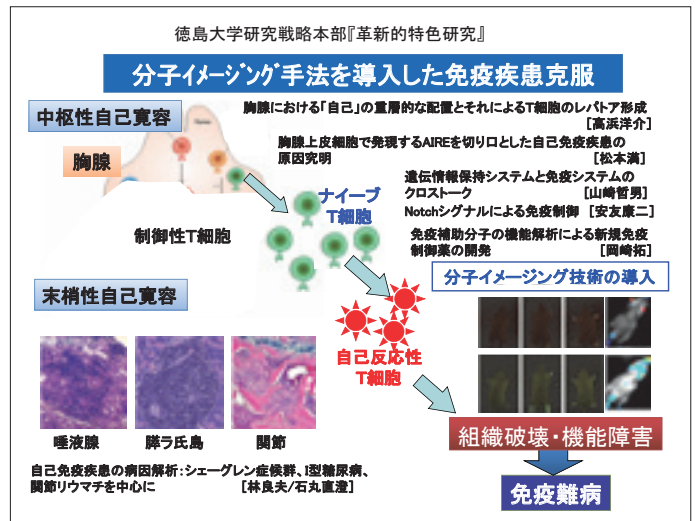 徳島大学研究戦略本部『革新的特色研究』
分子イメージング手法を導入した免疫疾患克服
中枢性自己寛容
胸腺における「自己」の重層的な配置とそれによるT細胞のレパトア形成
[高浜洋介]
胸腺
胸腺上皮細胞で発現するAIREを切り口とした自己免疫疾患の
原因究明 [松本満]
遺伝情報保持システムと免疫システムの
クロストーク [山崎哲男]
Notchシグナルによる免疫制御 [安友康二]
免疫補助分子の機能解析による新規免疫
制御薬の開発 [岡崎拓]
ナイーブ
T細胞
制御性T細胞
分子イメージング技術の導入
末梢性自己寛容
自己反応性
T細胞
唾液腺 膵ラ氏島 関節
組織破壊・機能障害
自己免疫疾患の病因解析:シェーグレン症候群、I型糖尿病、
関節リウマチを中心に [林良夫/石丸直澄]
免疫難病